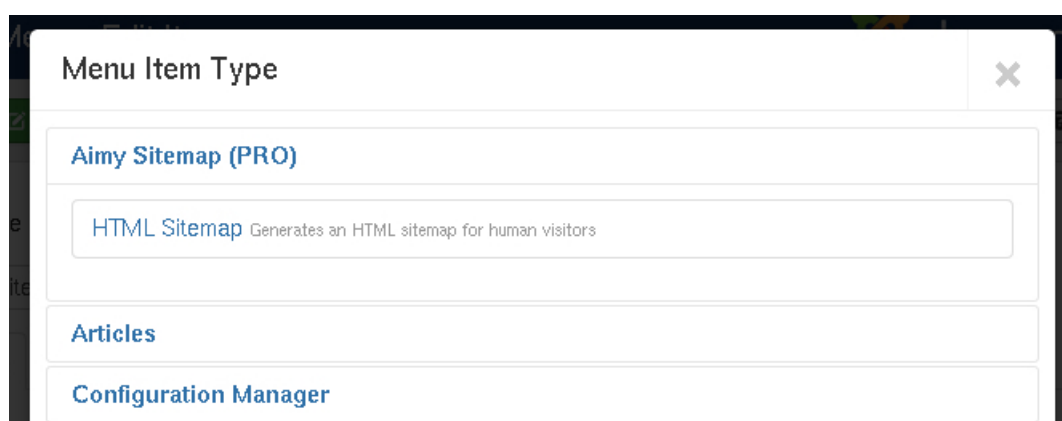 Menu Item Type
Aimy Sitemap (PRO)
HTML Sitemap Generates an HTML sitemap for human visitors
Articles
Configuration Manager